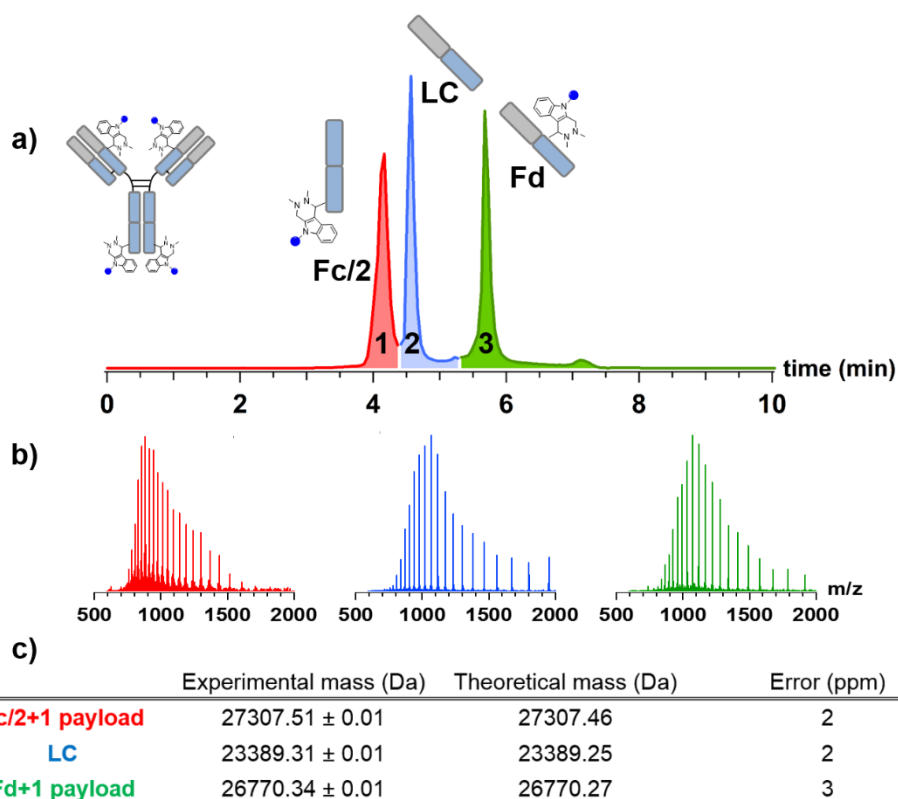 a)
LC
Fd
Fc/2
1 2 3
time (min)
0 2 4 6 8 10
b)
m/z
500 1000 1500 2000 500 1000 1500 2000 500 1000 1500 2000
c)
Experimental mass (Da) Theoretical mass (Da) Error (ppm)
c/2+1 payload 27307.51 ± 0.01 27307.46 2
LC 23389.31 ± 0.01 23389.25 2
Fd+1 payload 26770.34 ± 0.01 26770.27 3